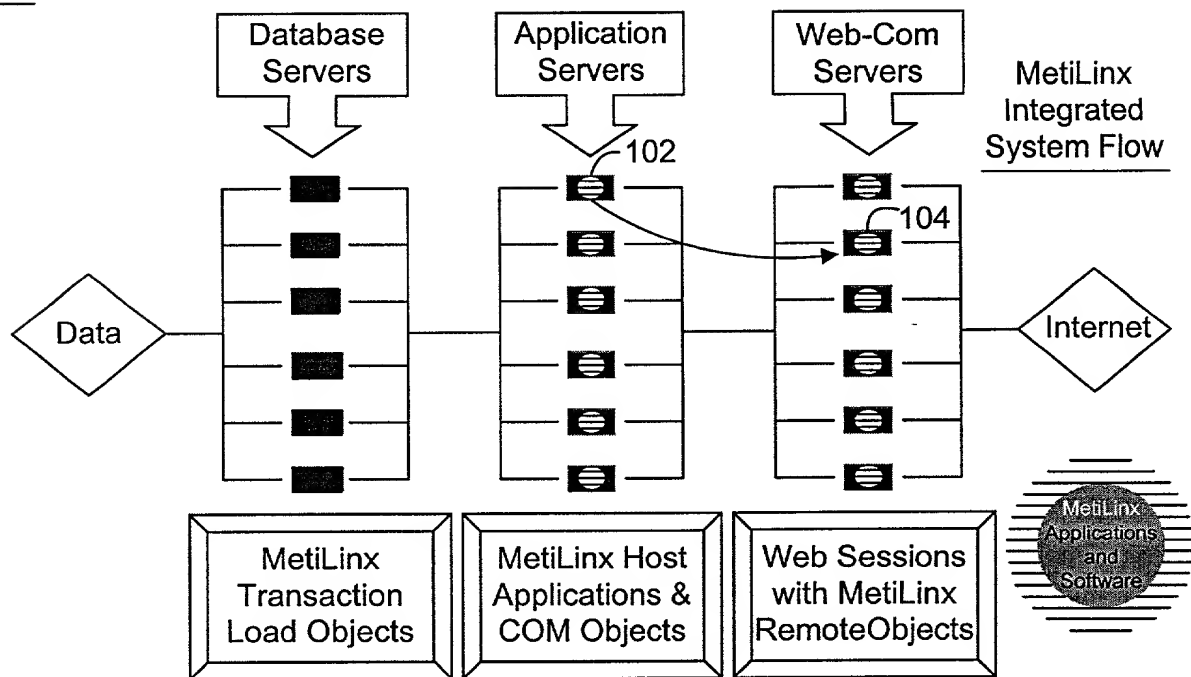 Database
Servers
Application
Servers
Web-Com
Servers
MetiLinx
Integrated
System Flow
102
104
Data
Internet
MetiLinx
Transaction
Load Objects
MetiLinx Host
Applications &
COM Objects
Web Sessions
with MetiLinx
RemoteObjects
MetiLinx
Applications
and
Software